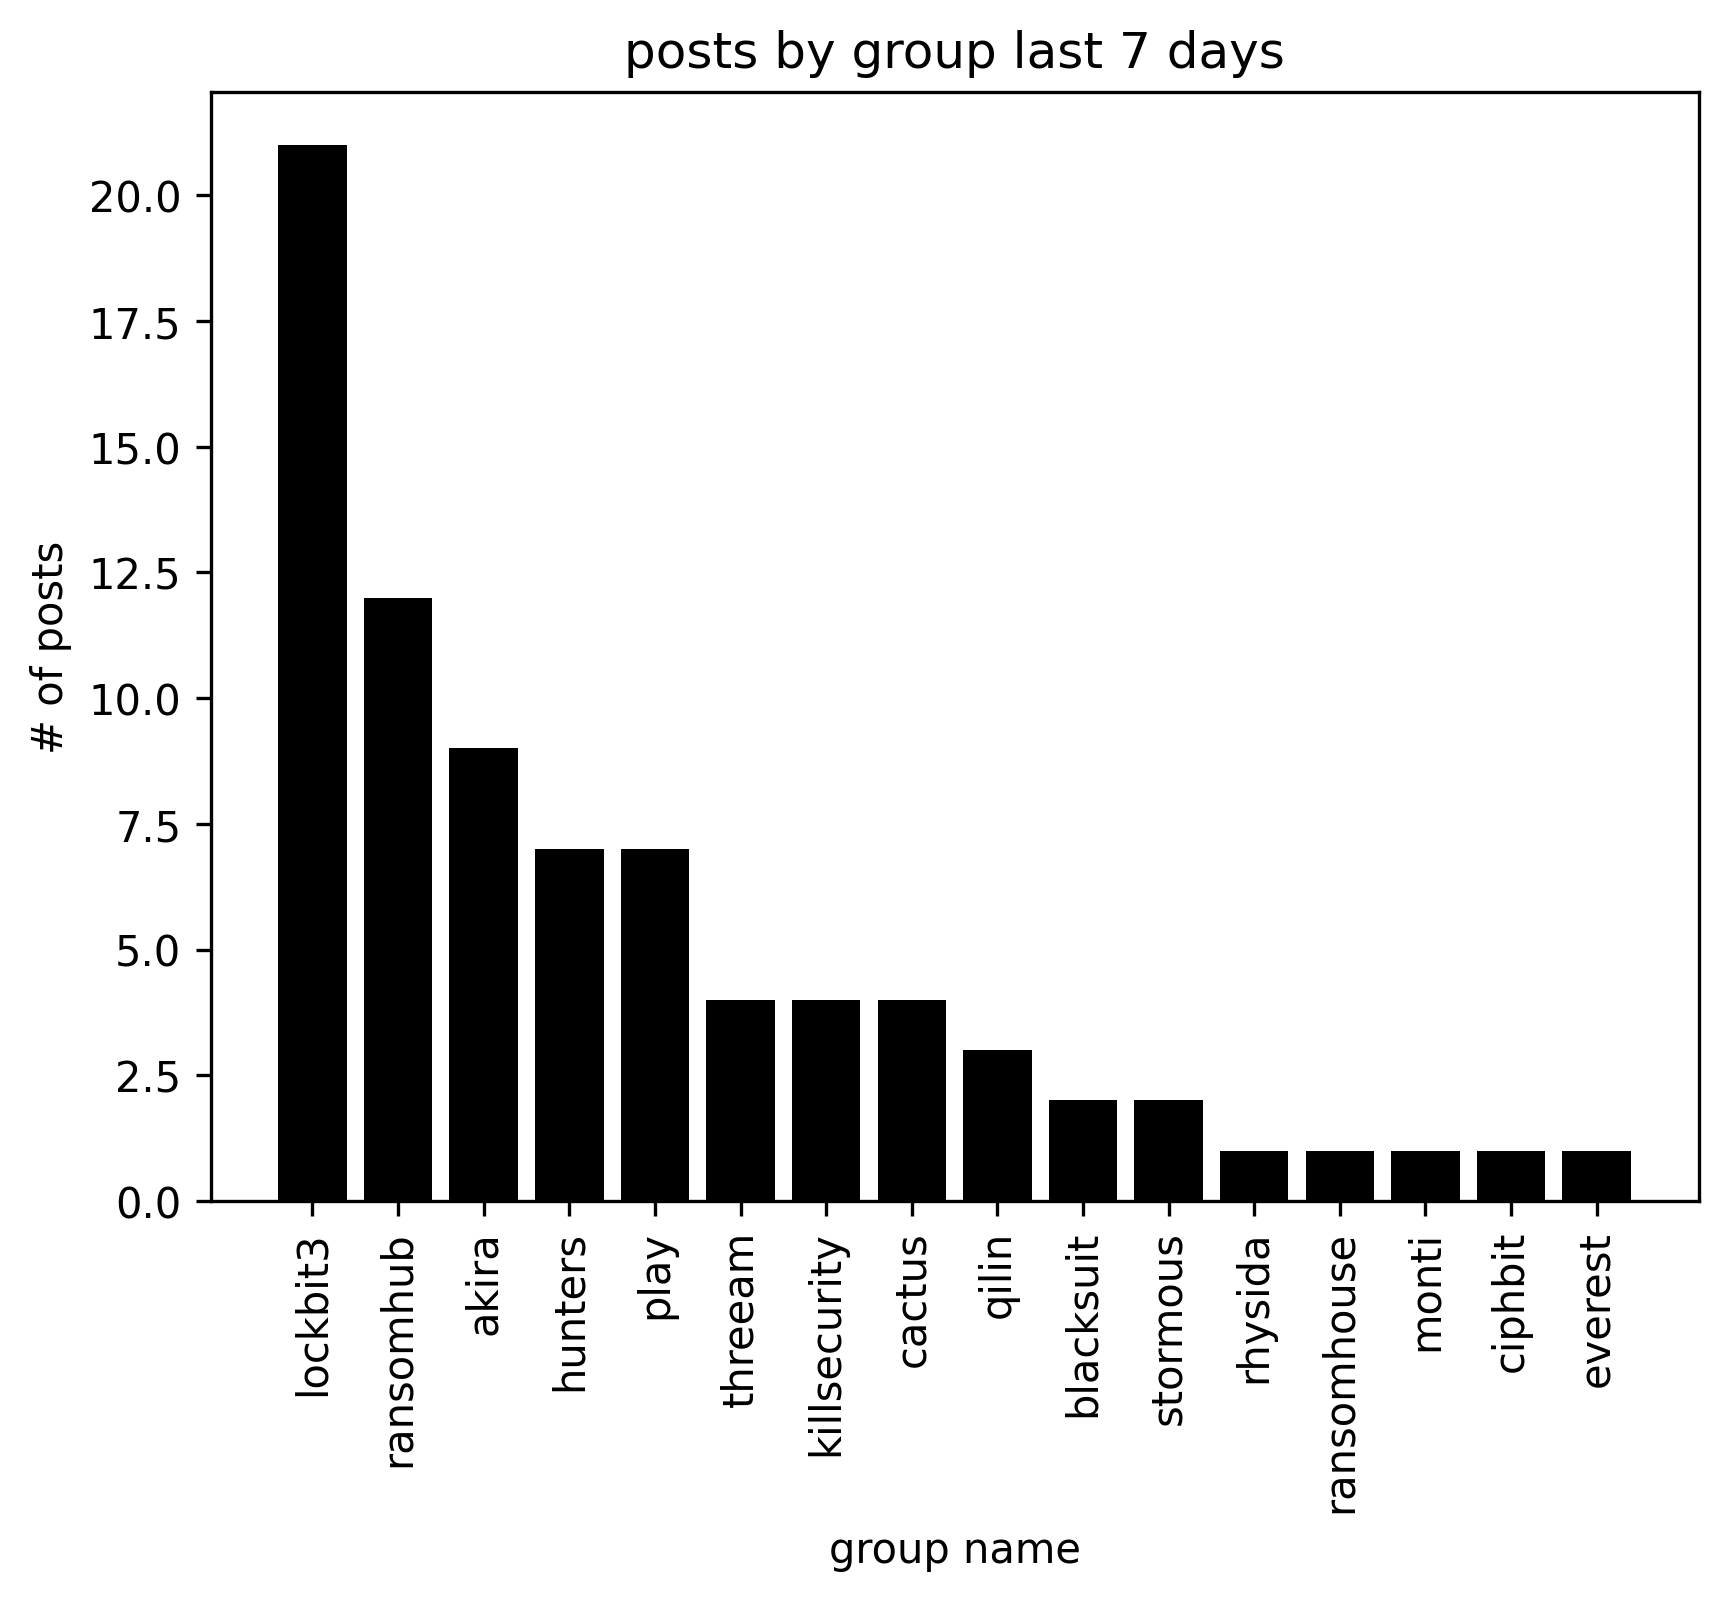 posts by group last 7 days
# of posts
20.0
17.5
15.0
12.5
10.0
7.5
5.0
2.5
0.0
lockbit3
ransomhub
akira
hunters
play
threeam
killsecurity
cactus
qilin
blacksuit
stormous
rhysida
ransomhouse
monti
ciphbit
everest
group name